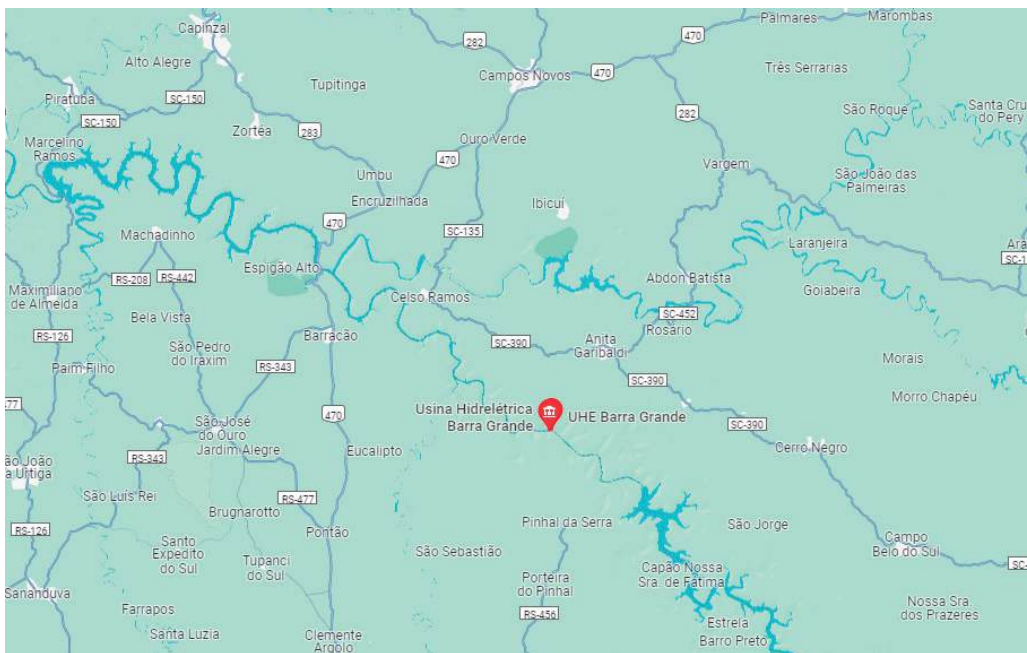 Palmares
Marombas
Capinzal
470
282
Alto Alegre
Tupitinga
Campos Novos
470
Três Serrarias
Piratuba
São Roque
Santa Cru
do Pery
SC-150
SC-150
Zortéa
283
282
Marcelino
Ramos
Ouro Verde
470
Vargem
Umbu
São João das
Palmeiras
Encruzilhada
Ibicuí
Machadinho
470
SC-135
Laranjeira
Ara
SC-1
Espigão Alto
Abdon Batista
RS-208
RS-442
Goiabeira
Maximiliano
de Almeida
Celso Ramos
SC-452
Bela Vista
Rosário
RS-126
Barracão
SC-390
Anita
Garibaldi
São Pedro
do Iraxim
Morais
Paim Filho
RS-343
SC-390
Morro Chapéu
477
470
Usina Hidrelétrica
Barra Grande
UHE Barra Grande
São José
do Ouro
SC-390
Jardim Alegre
Eucalipto
Cerro Negro
RS-343
ão João
a Urtiga
São Luís Rei
RS-477
Brugnarotto
Pinhal da Serra
São Jorge
RS-126
Pontão
Santo
Expedito
do Sul
Campo
Belo do Sul
São Sebastião
Tupanci
do Sul
Capão Nossa
Sra. de Fátima
SC-
Porteira
do Pinhal
Sananduva
Nossa Sra
dos Prazeres
Farrapos
RS-456
Estrela
Santa Luzia
Clemente
Argolo
Barro Preto